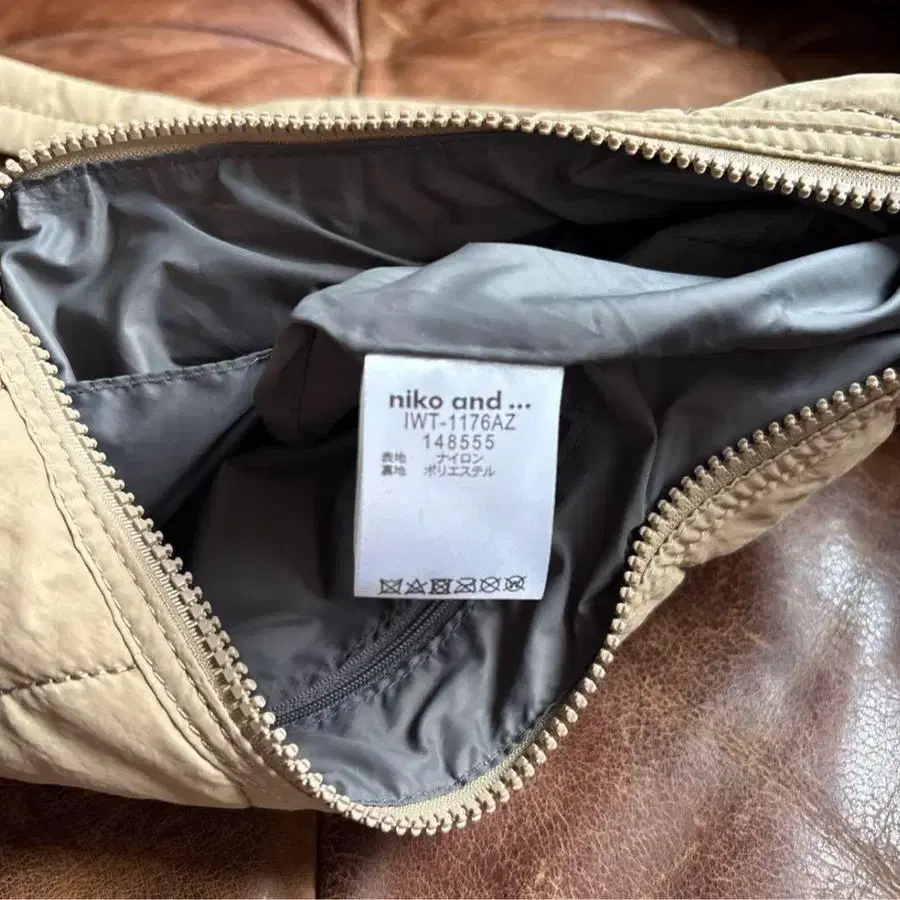 niko and ...
IWT-1176AZ
148555
表地 ナイロン
裏地 ポリエステル